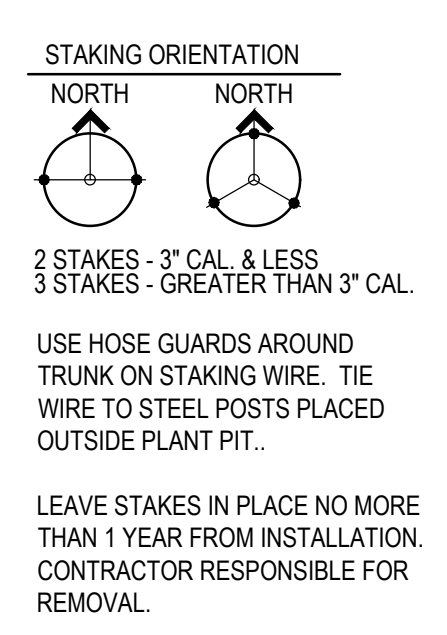 STAKING ORIENTATION
NORTH NORTH
2 STAKES - 3" CAL. & LESS
3 STAKES - GREATER THAN 3" CAL.
USE HOSE GUARDS AROUND
TRUNK ON STAKING WIRE. TIE
WIRE TO STEEL POSTS PLACED
OUTSIDE PLANT PIT..
LEAVE STAKES IN PLACE NO MORE
THAN 1 YEAR FROM INSTALLATION.
CONTRACTOR RESPONSIBLE FOR
REMOVAL.